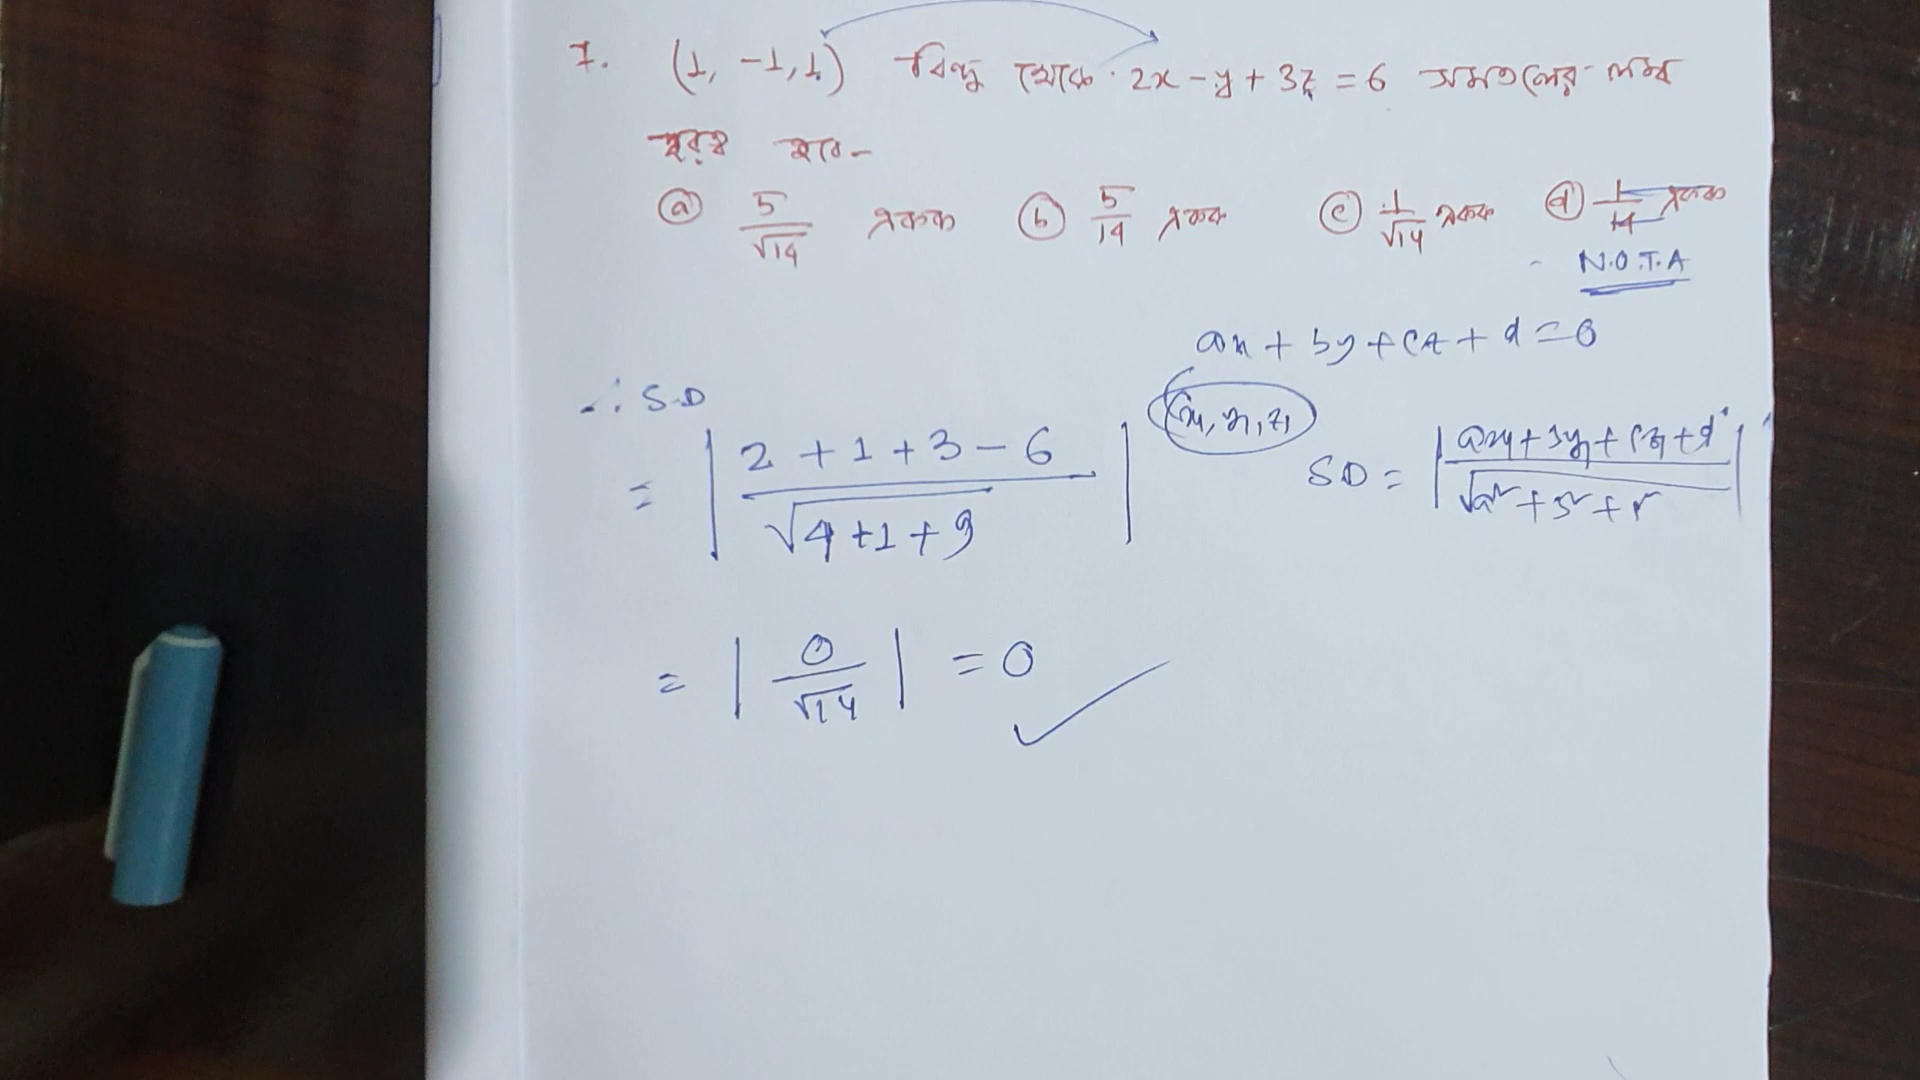 7. (1, -1, 1) বিন্দু থেকে 2x - y + 3z = 6 সমতলের লম্ব
দূরত্ব হবে-
ⓐ 5/√14 একক ⓑ 5/14 একক ⓒ 1/√14 একক ⓓ 1/14 একক
N.O.T.A
ax + by + cz + d = 0
∴ S.D
(x₁, y₁, z₁)
= | (2 + 1 + 3 - 6) / √(4 + 1 + 9) |
SD = | (ax₁ + by₁ + cz₁ + d) / √(a² + b² + c²) |
= | 0/√14 | = 0